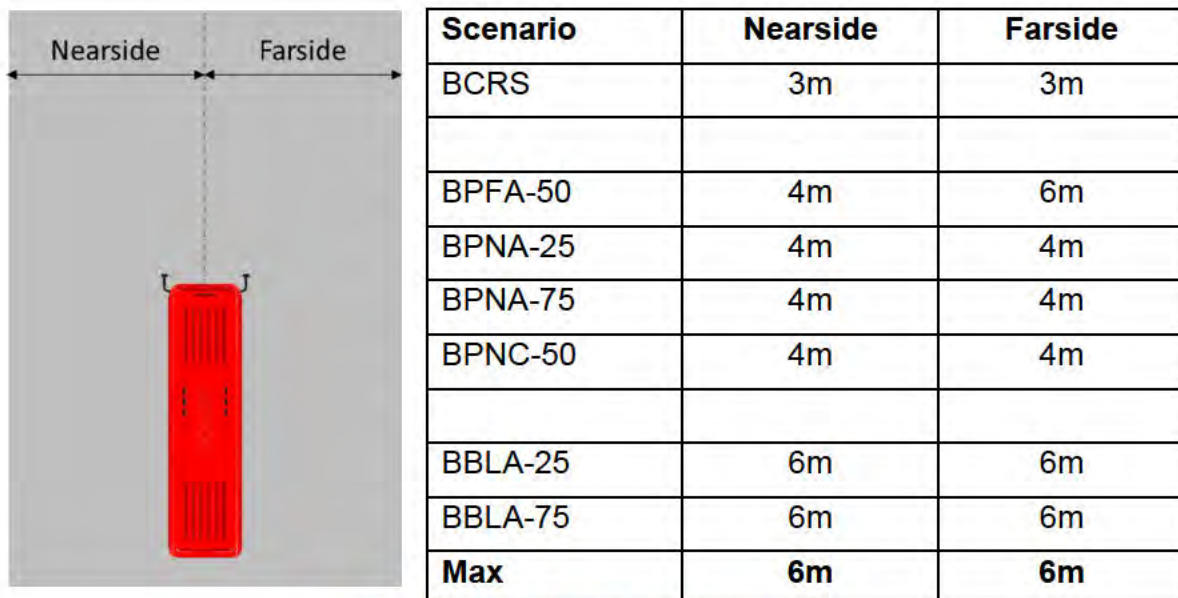 Nearside Farside
Scenario Nearside Farside
BCRS 3m 3m
BPFA-50 4m 6m
BPNA-25 4m 4m
BPNA-75 4m 4m
BPNC-50 4m 4m
BBLA-25 6m 6m
BBLA-75 6m 6m
Max 6m 6m